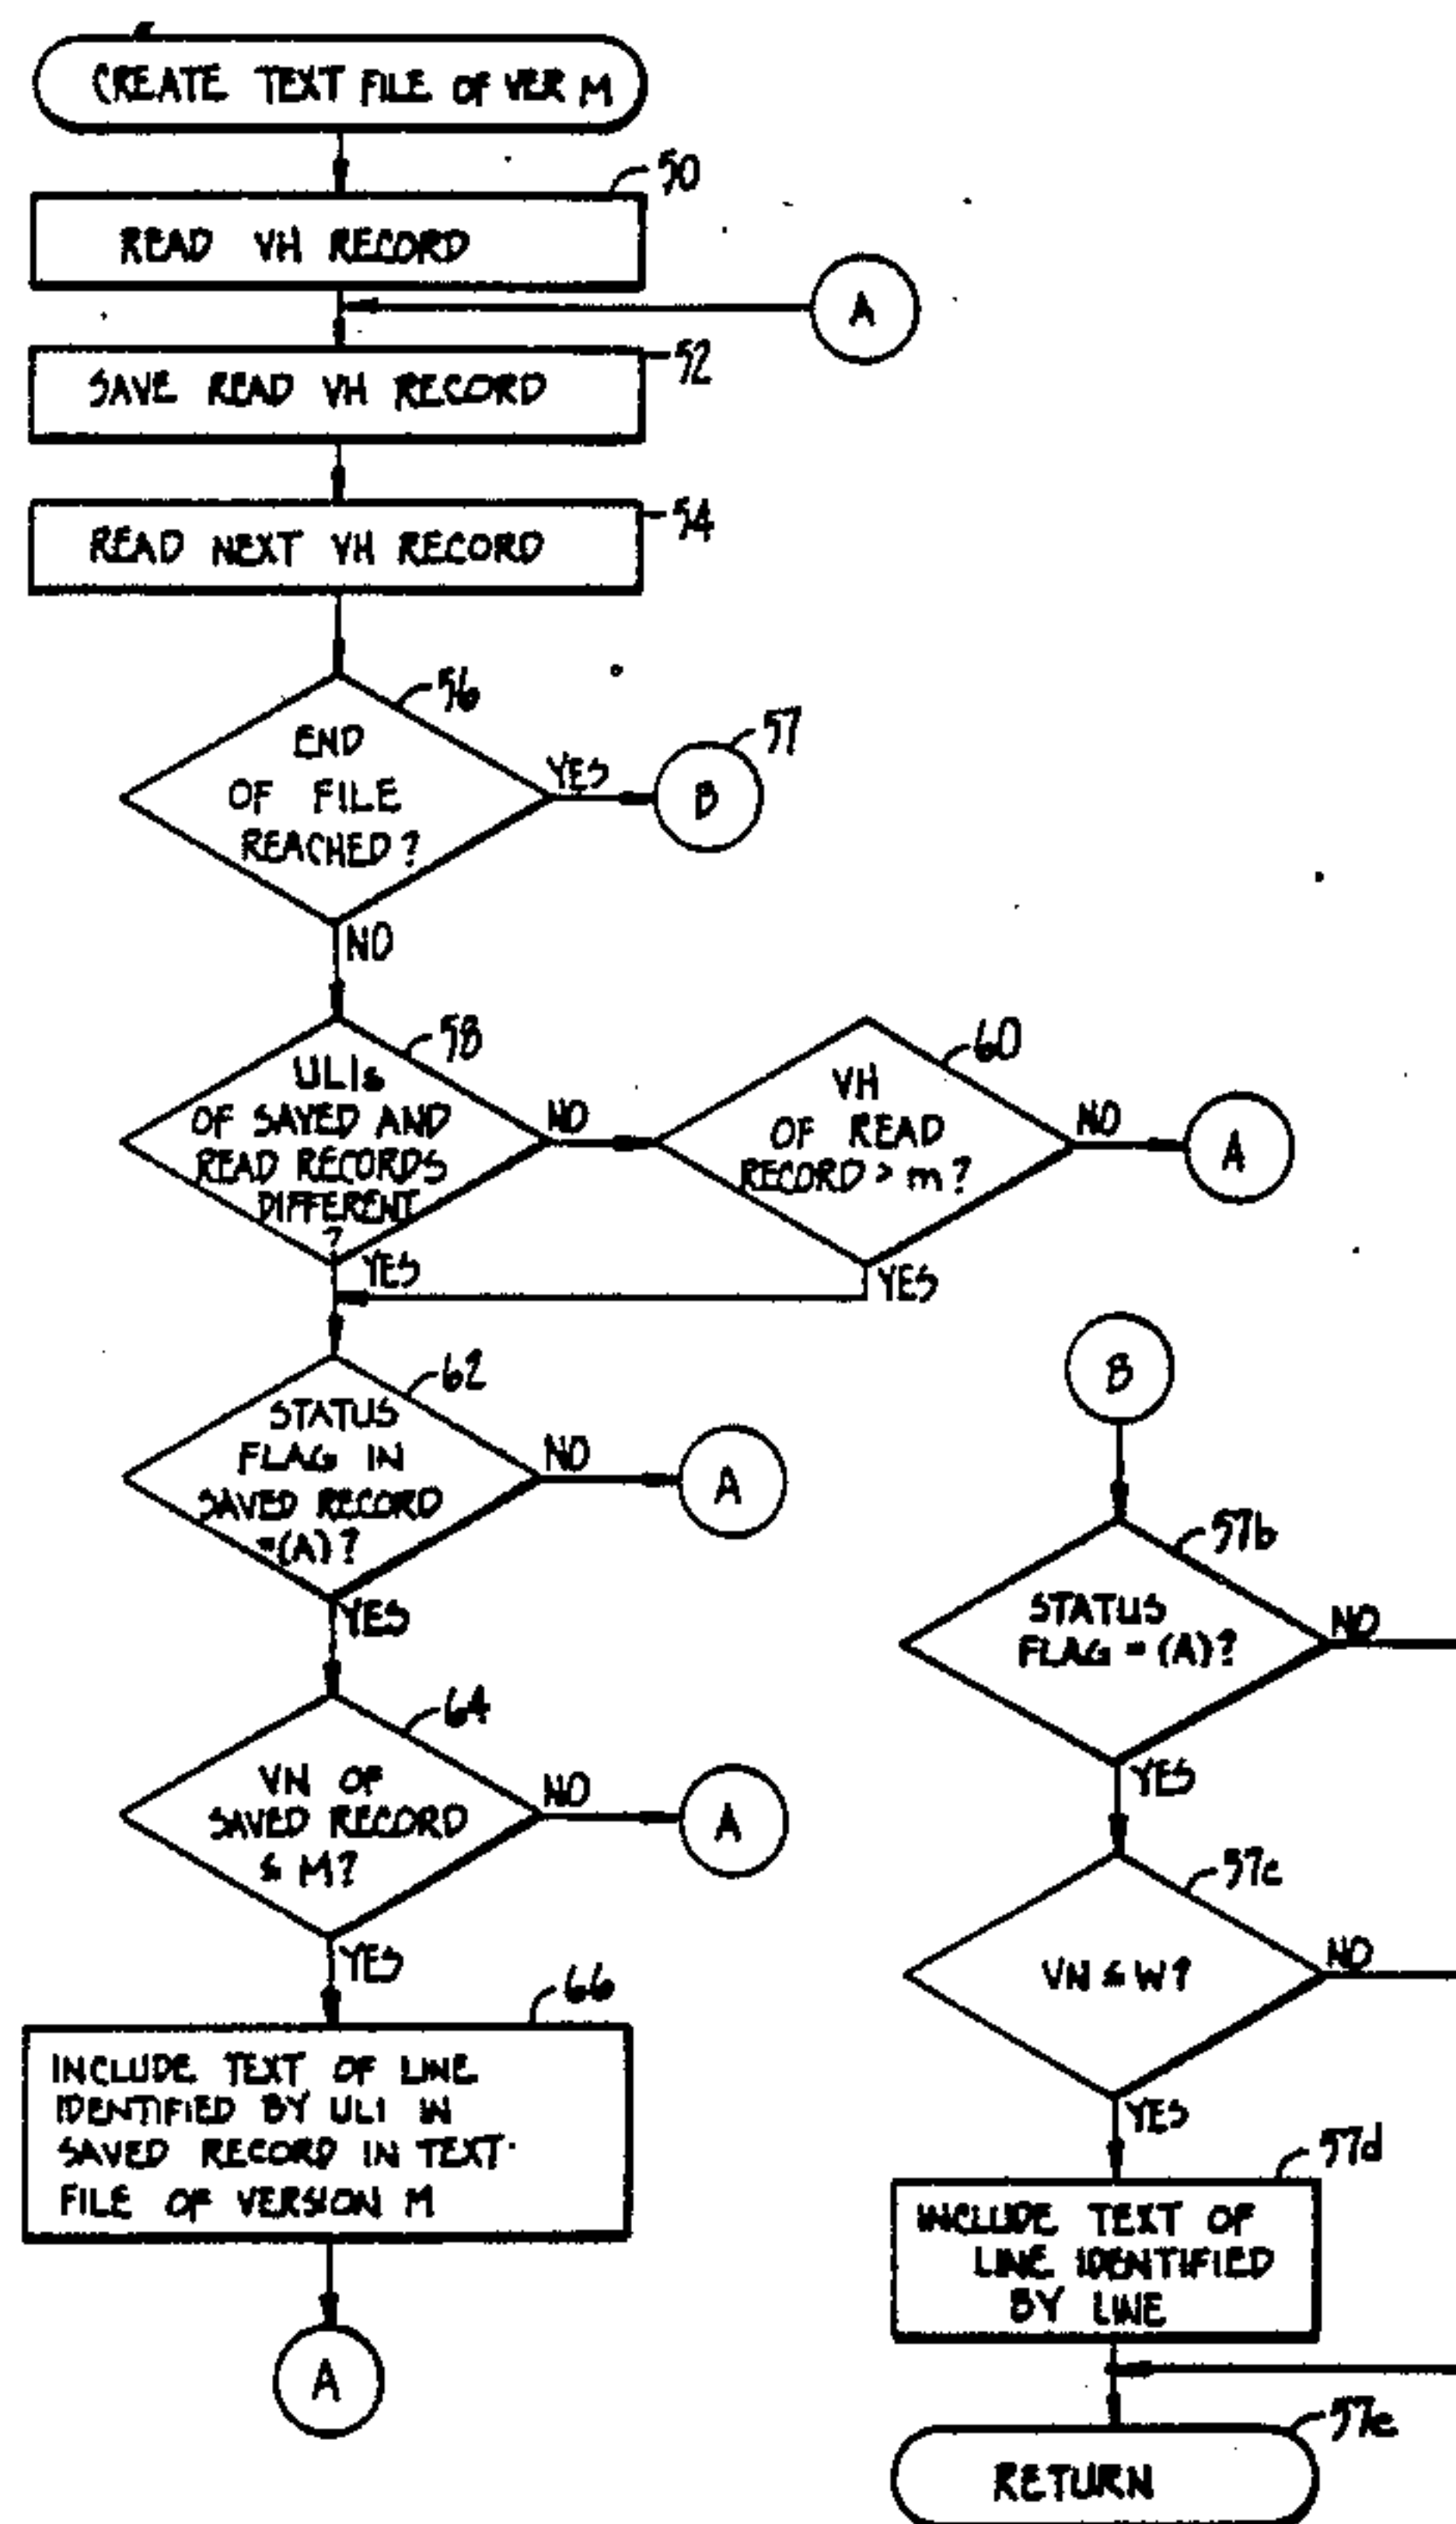 CREATE TEXT FILE OF VER M
50
READ VH RECORD
A
52
SAVE READ VH RECORD
54
READ NEXT VH RECORD
56
END
OF FILE
REACHED?
YES
57
B
NO
58
ULIs
OF SAVED AND
READ RECORDS
DIFFERENT
?
NO
60
VH
OF READ
RECORD > m?
NO
A
YES
YES
62
STATUS
FLAG IN
SAVED RECORD
=(A)?
NO
A
YES
64
VN OF
SAVED RECORD
≤ M?
NO
A
YES
66
INCLUDE TEXT OF LINE
IDENTIFIED BY ULI IN
SAVED RECORD IN TEXT
FILE OF VERSION M
A
B
57b
STATUS
FLAG = (A)?
NO
YES
57c
VN ≤ W?
NO
YES
57d
INCLUDE TEXT OF
LINE IDENTIFIED
BY LINE
57e
RETURN